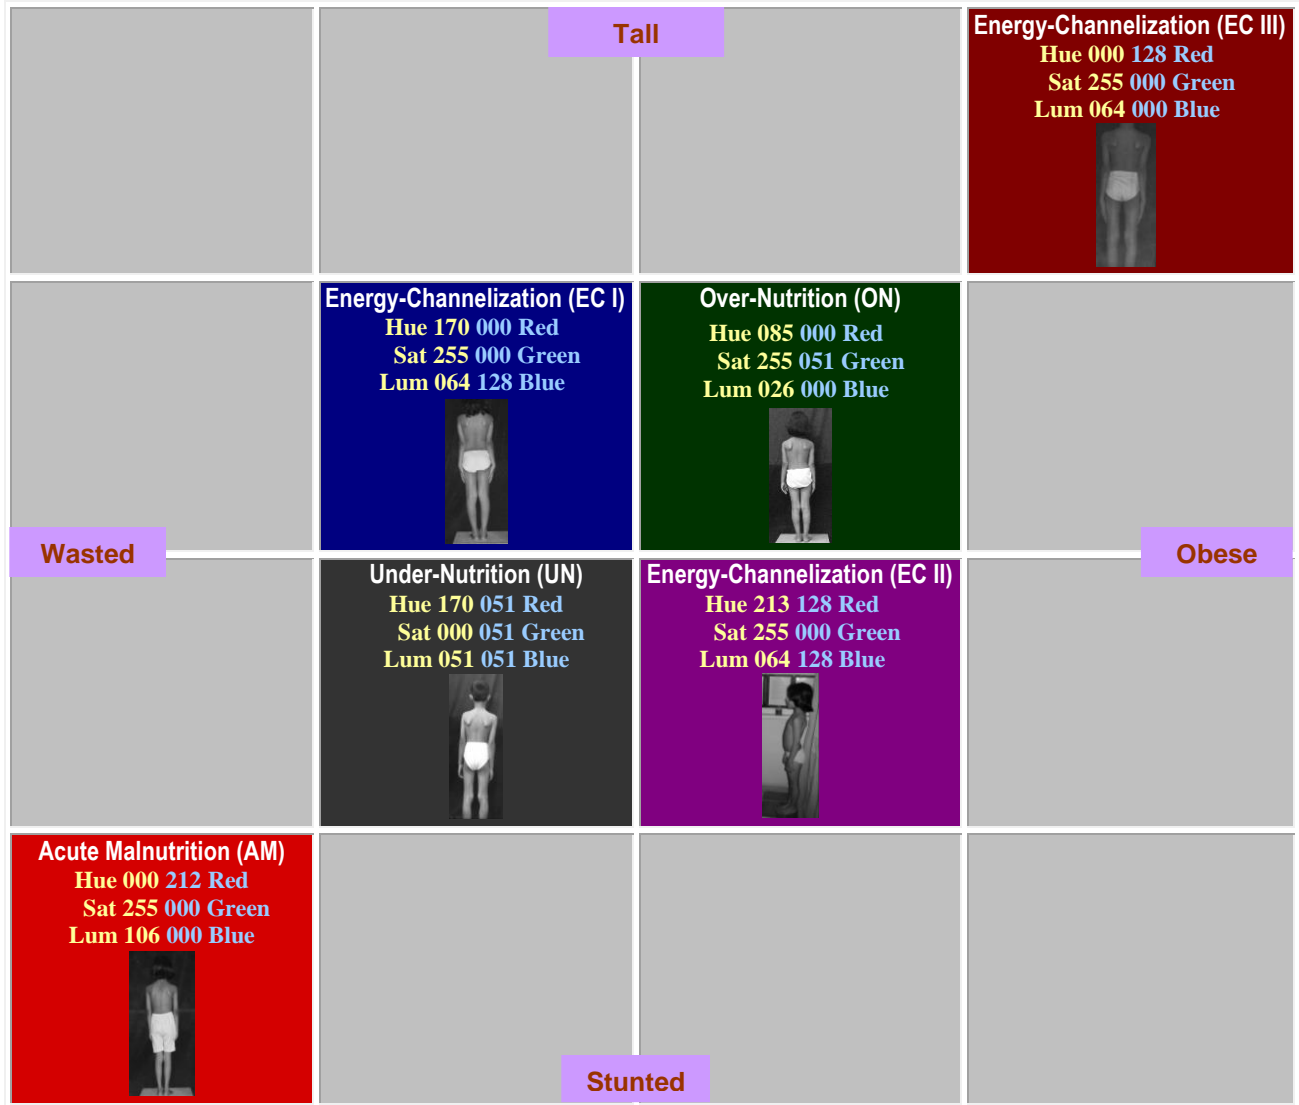 Tall
Energy-Channelization (EC III)
Hue 000 128 Red
Sat 255 000 Green
Lum 064 000 Blue
Energy-Channelization (EC I)
Hue 170 000 Red
Sat 255 000 Green
Lum 064 128 Blue
Over-Nutrition (ON)
Hue 085 000 Red
Sat 255 051 Green
Lum 026 000 Blue
Wasted
Obese
Under-Nutrition (UN)
Hue 170 051 Red
Sat 000 051 Green
Lum 051 051 Blue
Energy-Channelization (EC II)
Hue 213 128 Red
Sat 255 000 Green
Lum 064 128 Blue
Acute Malnutrition (AM)
Hue 000 212 Red
Sat 255 000 Green
Lum 106 000 Blue
Stunted